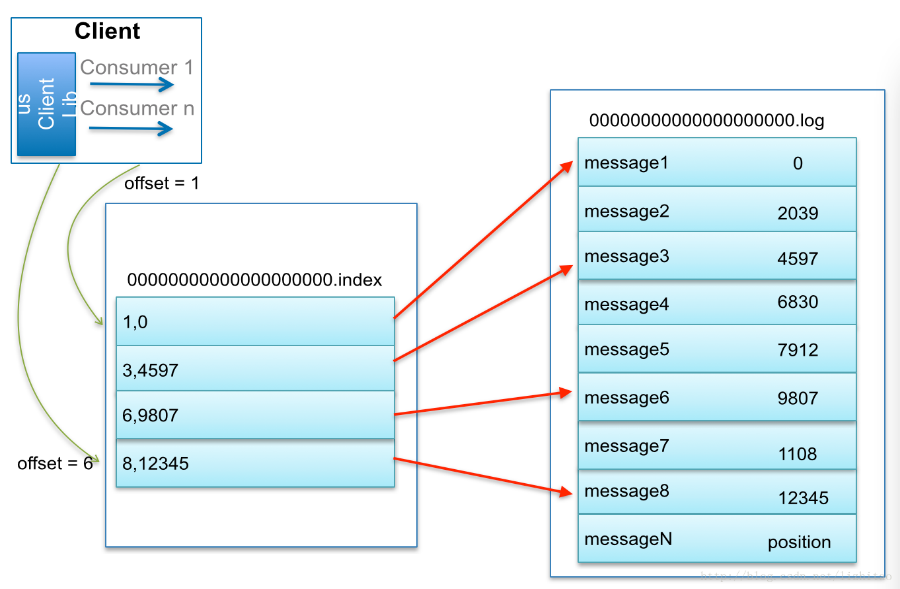 Client
us
Client
Lib
Consumer 1
Consumer n
offset = 1
offset = 6
00000000000000000000.index
1,0
3,4597
6,9807
8,12345
00000000000000000000.log
message1 0
message2 2039
message3 4597
message4 6830
message5 7912
message6 9807
message7 1108
message8 12345
messageN position